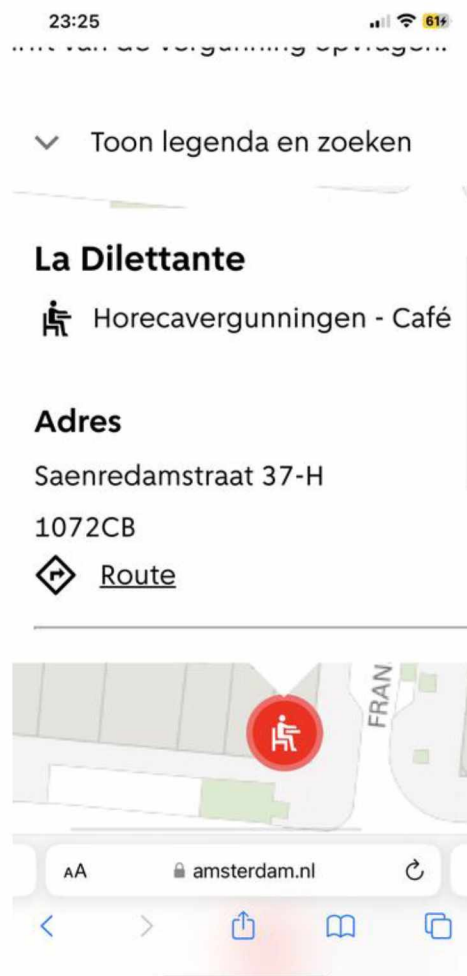 23:25
61
Toon legenda en zoeken
La Dilettante
Horecavergunningen - Café
Adres
Saenredamstraat 37-H
1072CB
Route
FRAN
AA
amsterdam.nl